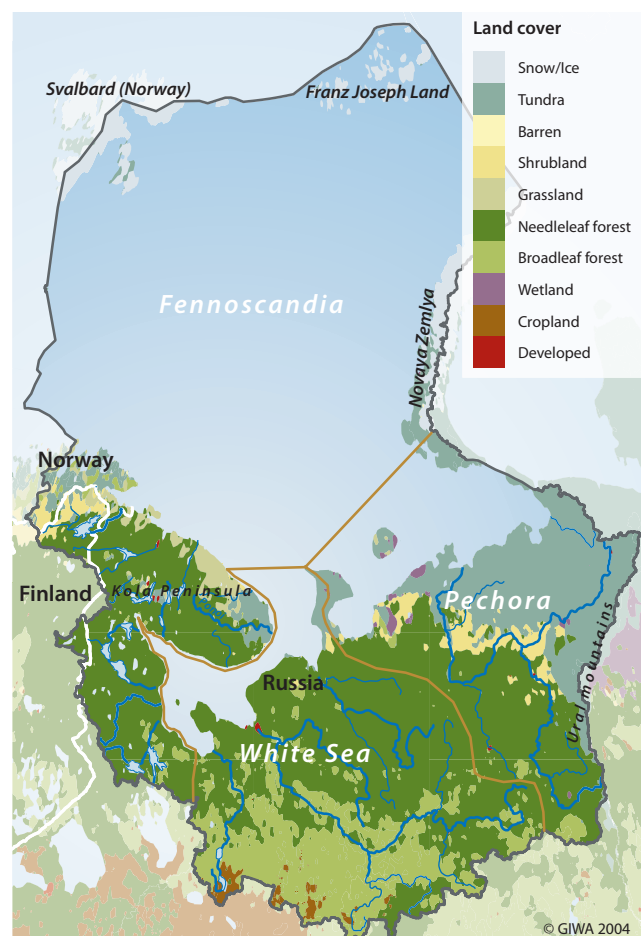 Land cover
Snow/Ice
Tundra
Barren
Shrubland
Grassland
Needleleaf forest
Broadleaf forest
Wetland
Cropland
Developed
Svalbard (Norway)
Franz Joseph Land
Fennoscandia
Novaya Zemlya
Norway
Finland
Kola Peninsula
Ponoy
Pechora
Russia
Ural mountains
White Sea
© GIWA 2004